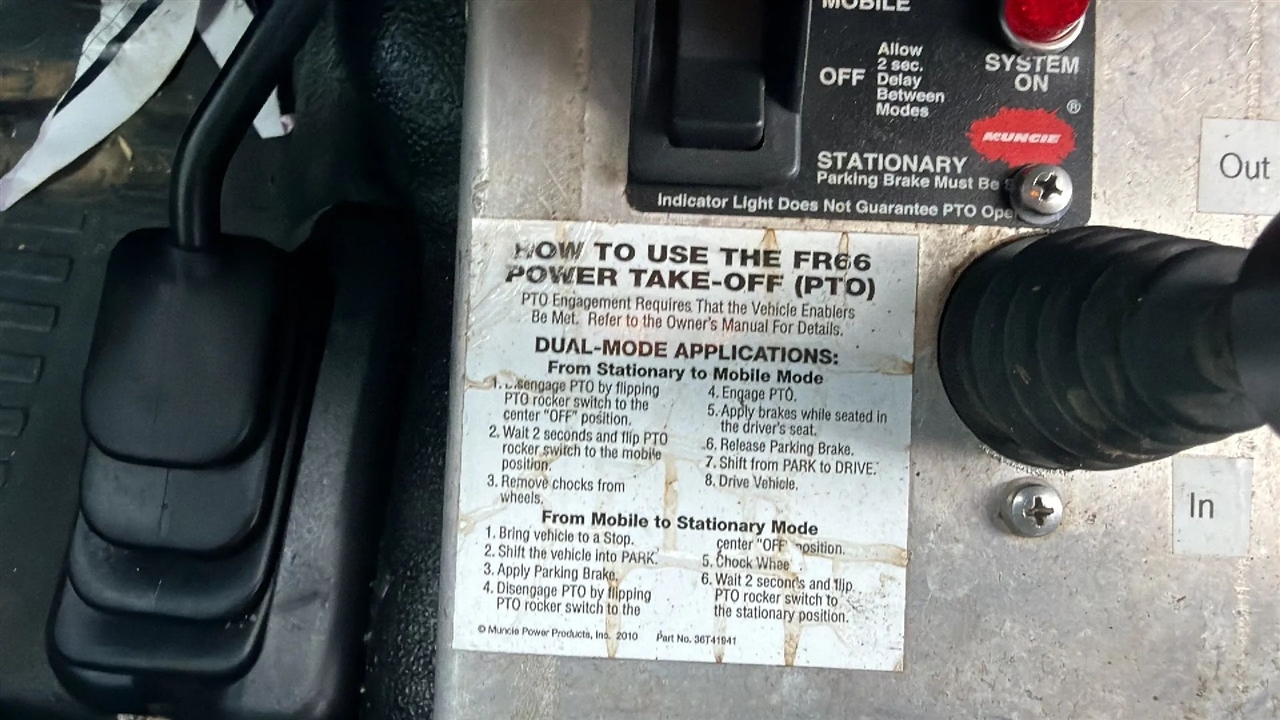 MOBILE
OFF
Allow
2 sec.
Delay
Between
Modes
SYSTEM
ON
MUNCIE
®
STATIONARY
Parking Brake Must Be
Indicator Light Does Not Guarantee PTO
Out
In
HOW TO USE THE FR66
POWER TAKE-OFF (PTO)
PTO Engagement Requires That the Vehicle Enablers
Be Met. Refer to the Owner's Manual For Details.
DUAL-MODE APPLICATIONS:
From Stationary to Mobile Mode
1. Disengage PTO by flipping
PTO rocker switch to the
center "OFF" position.
2. Wait 2 seconds and flip PTO
rocker switch to the mobile
position.
3. Remove chocks from
wheels.
4. Engage PTO.
5. Apply brakes while seated in
the driver's seat.
6. Release Parking Brake.
7. Shift from PARK to DRIVE.
8. Drive Vehicle.
From Mobile to Stationary Mode
1. Bring vehicle to a Stop.
2. Shift the vehicle into PARK.
3. Apply Parking Brake.
4. Disengage PTO by flipping
PTO rocker switch to the
center "OFF" position.
5. Chock
6. Wait 2 seconds and flip
PTO rocker switch to
the stationary position.
© Muncie Power Products, Inc. 2010 Part No. 36T41941